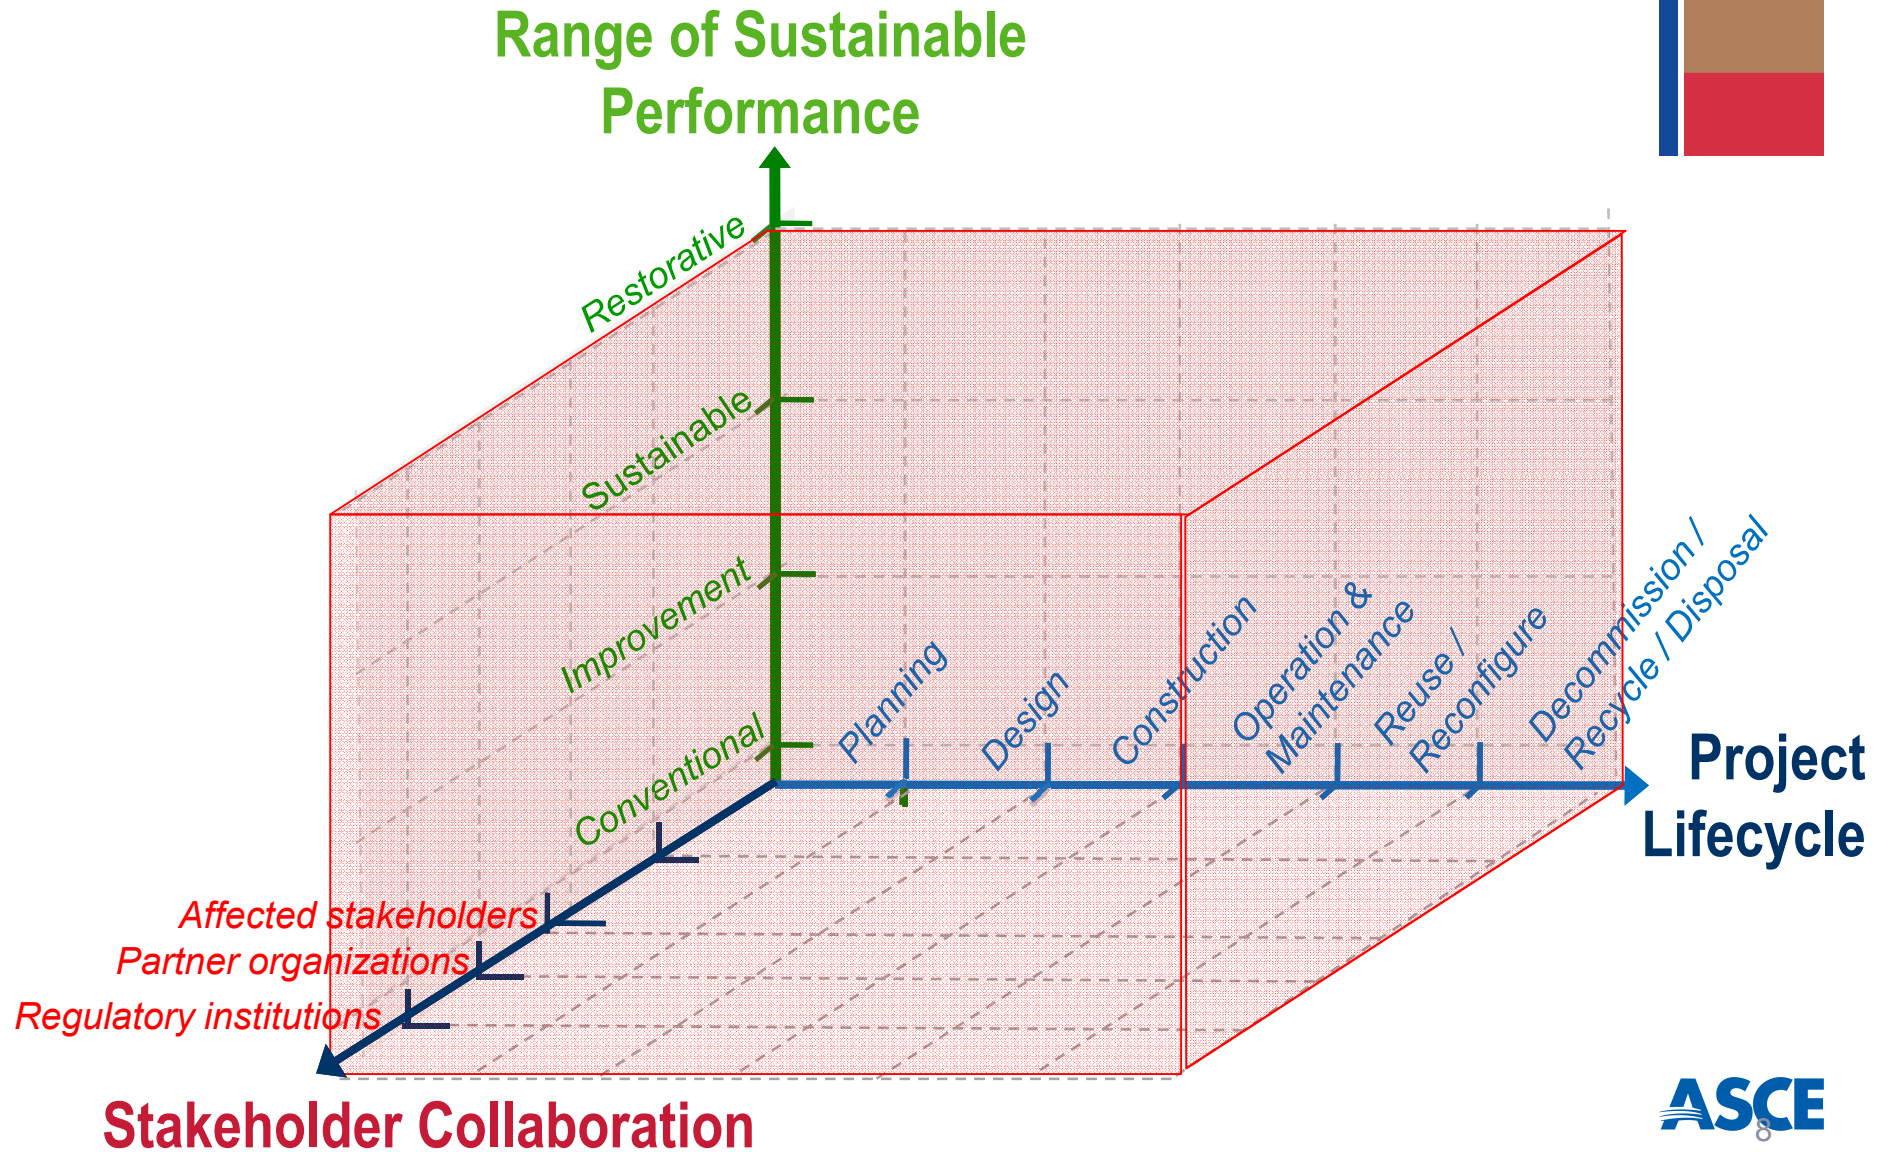 Range of Sustainable
Performance
Restorative
Sustainable
Improvement
Conventional
Planning
Design
Construction
Operation &
Maintenance
Reuse /
Reconfigure
Decommission /
Recycle / Disposal
Project
Lifecycle
Affected stakeholders
Partner organizations
Regulatory institutions
Stakeholder Collaboration
ASCE
8